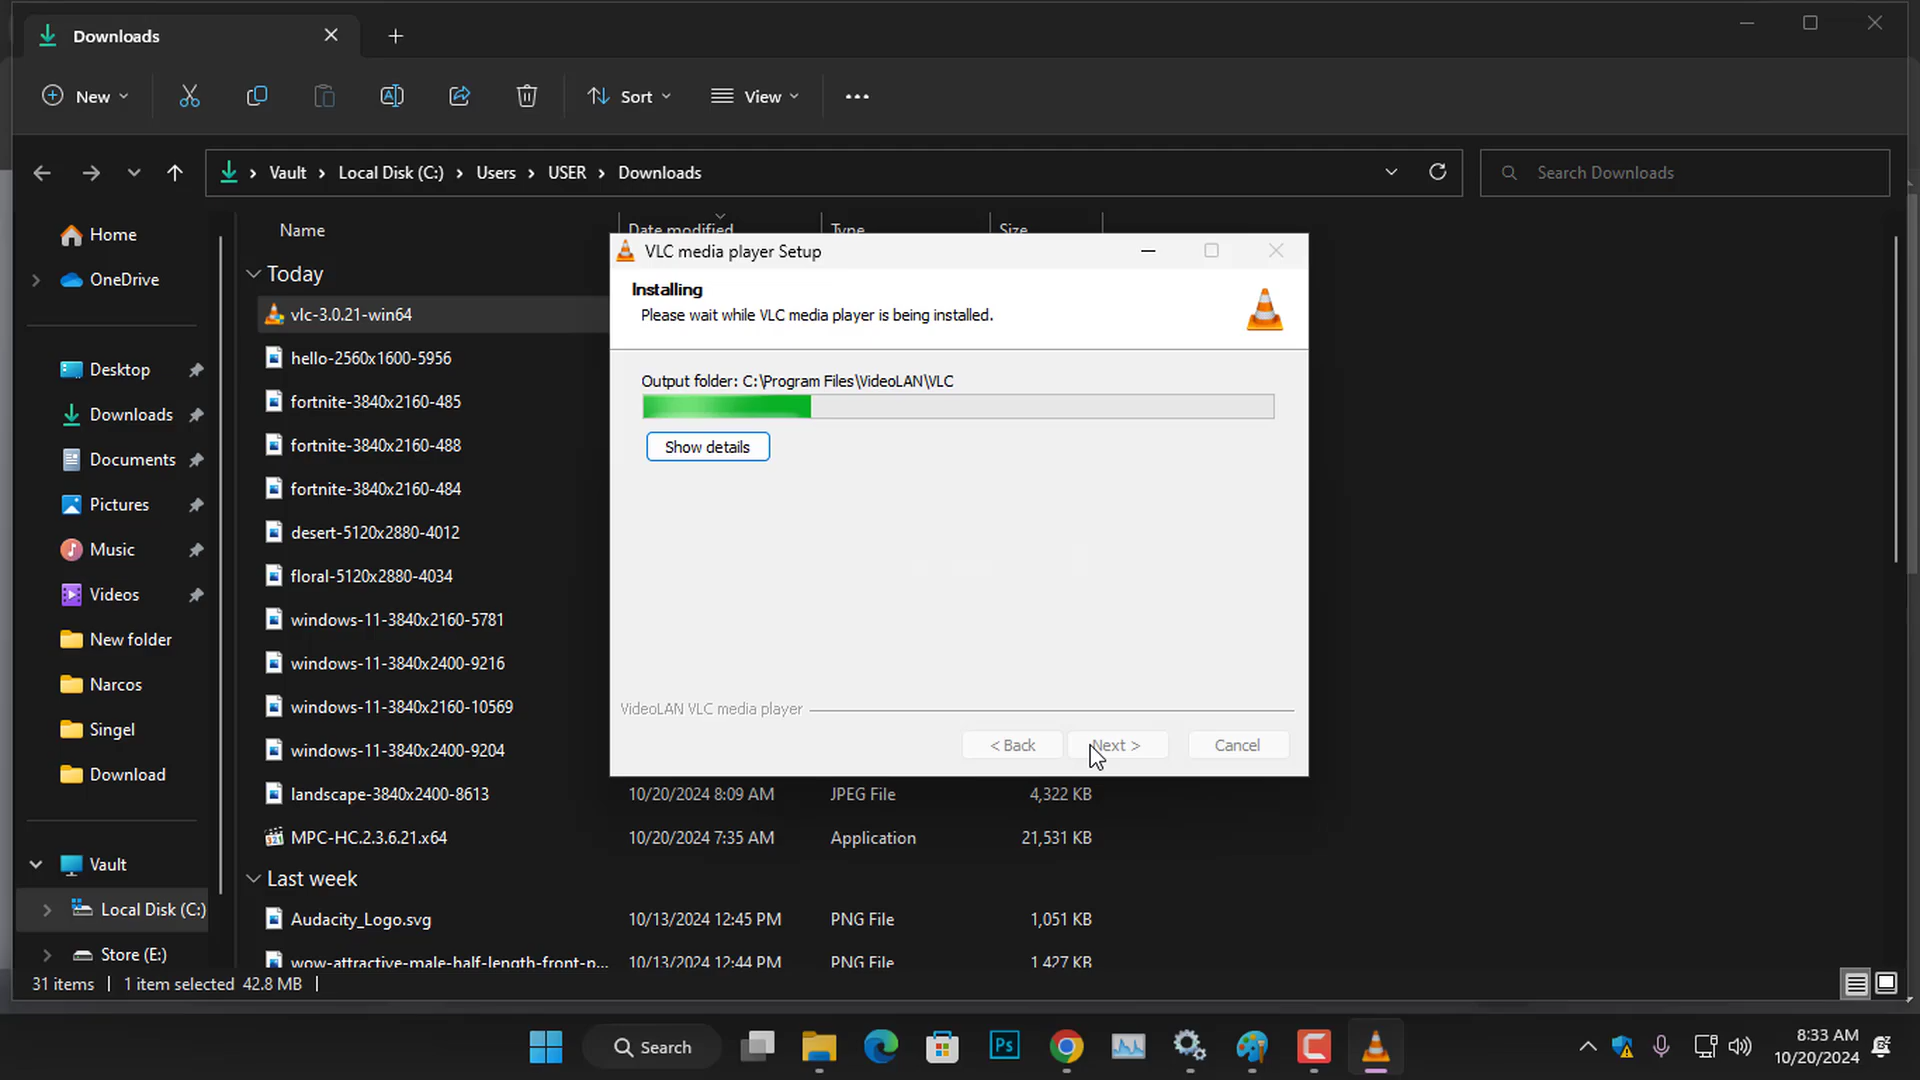 Downloads
New
Sort
View
Vault > Local Disk (C:) > Users > USER > Downloads
Search Downloads
Home
OneDrive
Desktop
Downloads
Documents
Pictures
Music
Videos
New folder
Narcos
Singel
Download
Vault
Local Disk (C:)
Store (E:)
Name
Date modified
Type
Size
Today
vlc-3.0.21-win64
hello-2560x1600-5956
fortnite-3840x2160-485
fortnite-3840x2160-488
fortnite-3840x2160-484
desert-5120x2880-4012
floral-5120x2880-4034
windows-11-3840x2160-5781
windows-11-3840x2400-9216
windows-11-3840x2160-10569
windows-11-3840x2400-9204
landscape-3840x2400-8613 10/20/2024 8:09 AM JPEG File 4,322 KB
MPC-HC.2.3.6.21.x64 10/20/2024 7:35 AM Application 21,531 KB
Last week
Audacity_Logo.svg 10/13/2024 12:45 PM PNG File 1,051 KB
wow-attractive-male-half-length-front-p... 10/13/2024 12:44 PM PNG File 1,427 KB
VLC media player Setup
Installing
Please wait while VLC media player is being installed.
Output folder: C:\Program Files\VideoLAN\VLC
Show details
VideoLAN VLC media player
< Back
Next >
Cancel
31 items
1 item selected 42.8 MB
Search
Ps
8:33 AM
10/20/2024